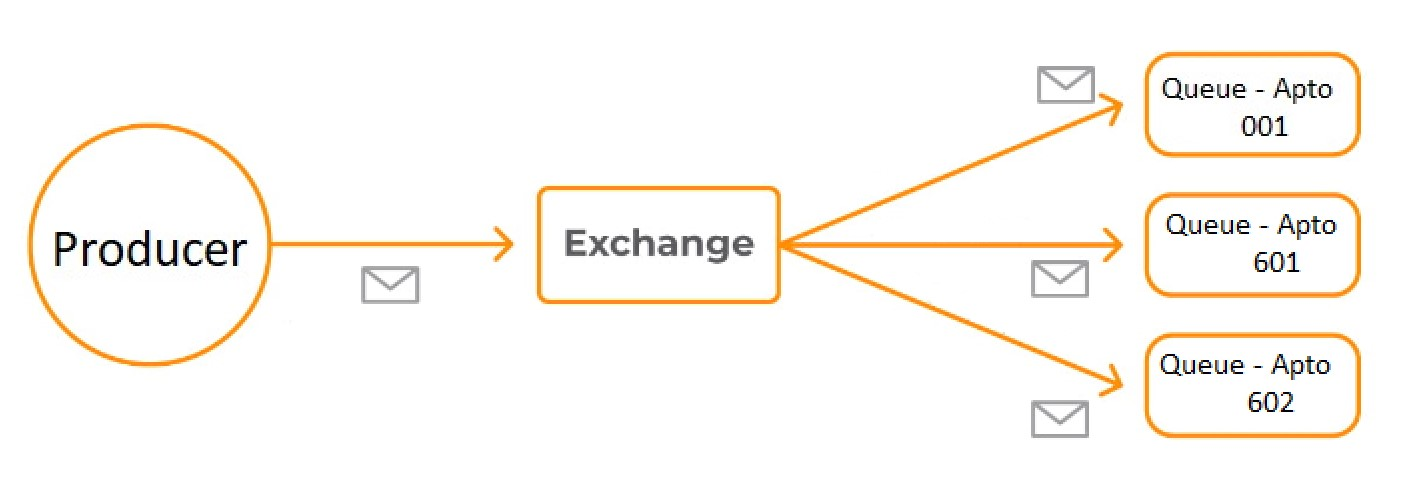 Producer
Exchange
Queue - Apto
001
Queue - Apto
601
Queue - Apto
602